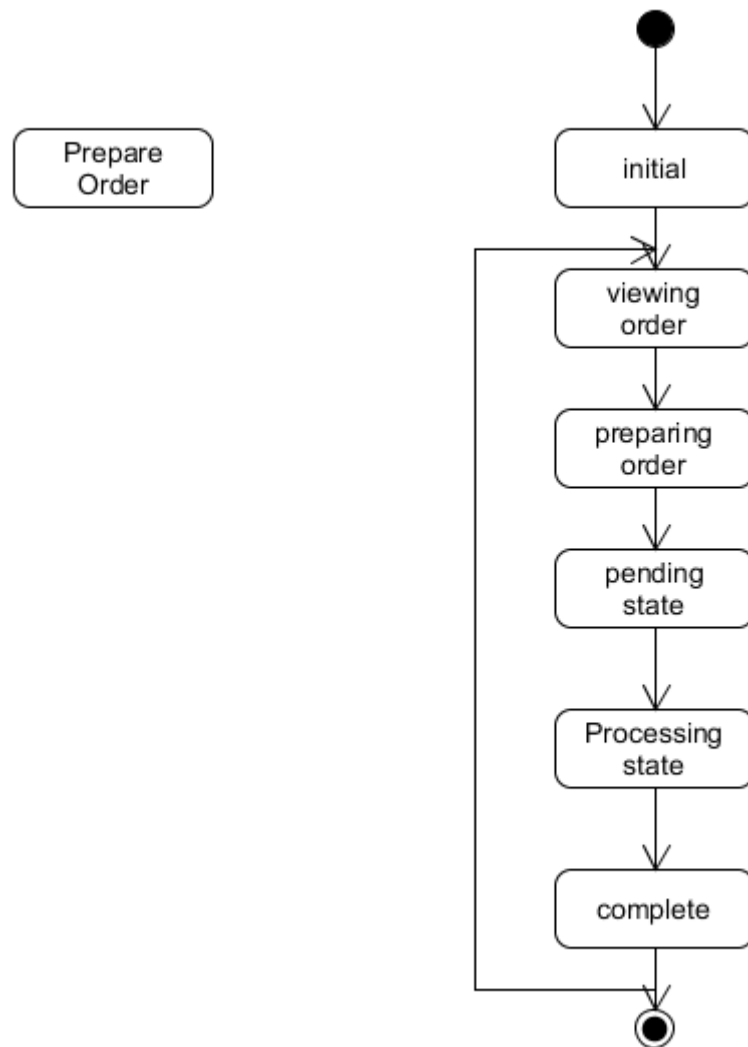 Prepare
Order
initial
viewing
order
preparing
order
pending
state
Processing
state
complete